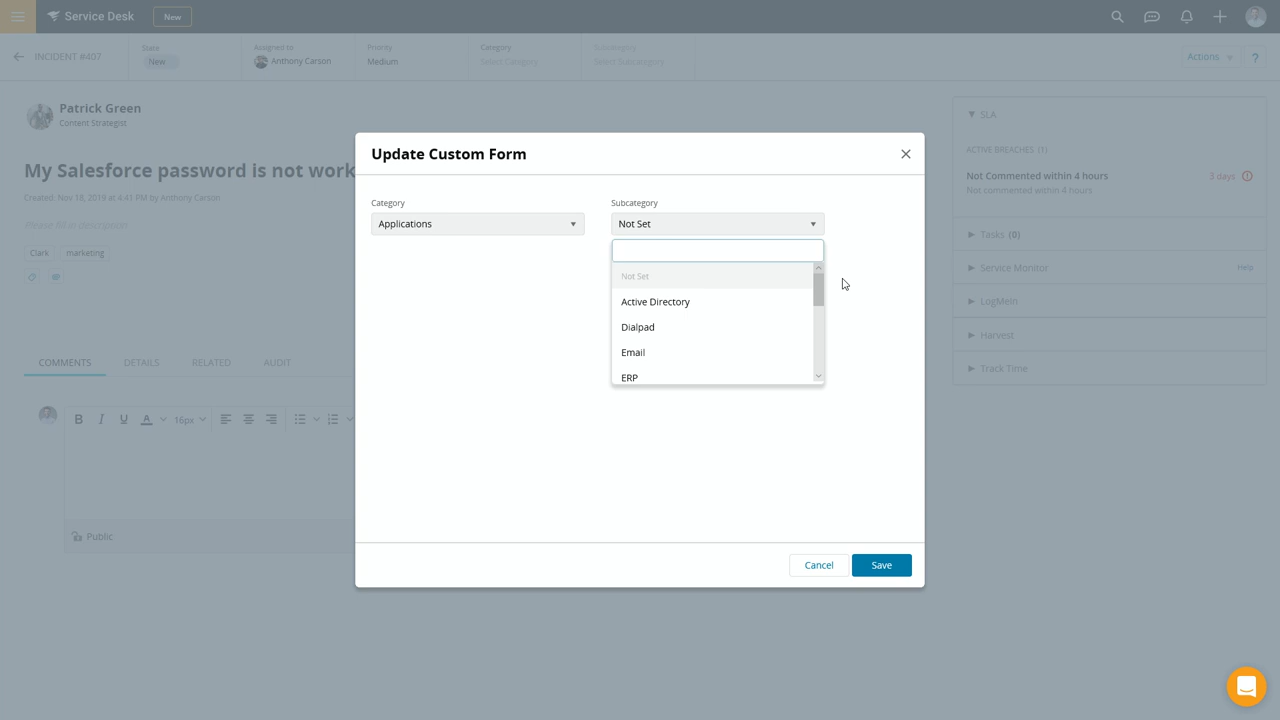 Service Desk
New
INCIDENT #407
State
New
Assigned to
Anthony Carson
Priority
Medium
Category
Select Category
Subcategory
Select Subcategory
Actions
?
Patrick Green
Content Strategist
My Salesforce password is not work
Created: Nov 18, 2019 at 4:41 PM by Anthony Carson
Please fill in description
Clark
marketing
COMMENTS
DETAILS
RELATED
AUDIT
B I U A 16px
Public
Update Custom Form
Category
Applications
Subcategory
Not Set
Not Set
Active Directory
Dialpad
Email
ERP
Cancel
Save
SLA
ACTIVE BREACHES (1)
Not Commented within 4 hours
3 days
Not commented within 4 hours
Tasks (0)
Service Monitor
Help
LogMeIn
Harvest
Track Time